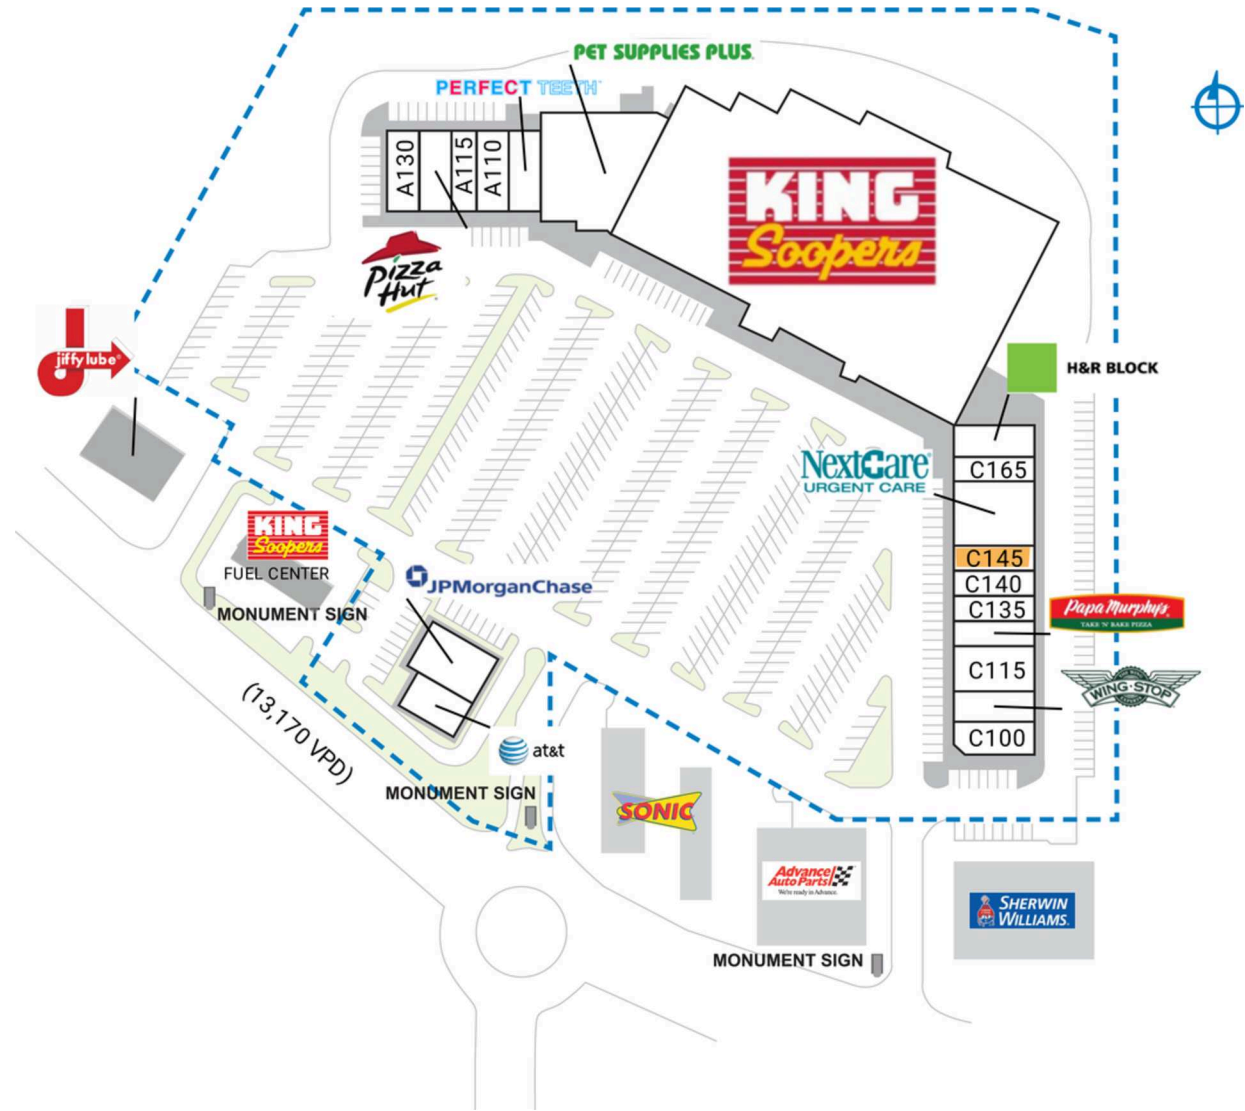 PET SUPPLIES PLUS.
PERFECT TEETH
A130
A115
A110
KING
Soopers
Pizza
Hut
jiffy lube
H&R BLOCK
NextCare
URGENT CARE
C165
C145
C140
C135
C115
C100
Papa Murphy's
TAKE 'N' BAKE PIZZA
WING·STOP
KING
Soopers
FUEL CENTER
MONUMENT SIGN
JPMorganChase
(13,170 VPD)
at&t
MONUMENT SIGN
SONIC
Advance
Auto Parts
We're ready in Advance.
SHERWIN
WILLIAMS.
MONUMENT SIGN